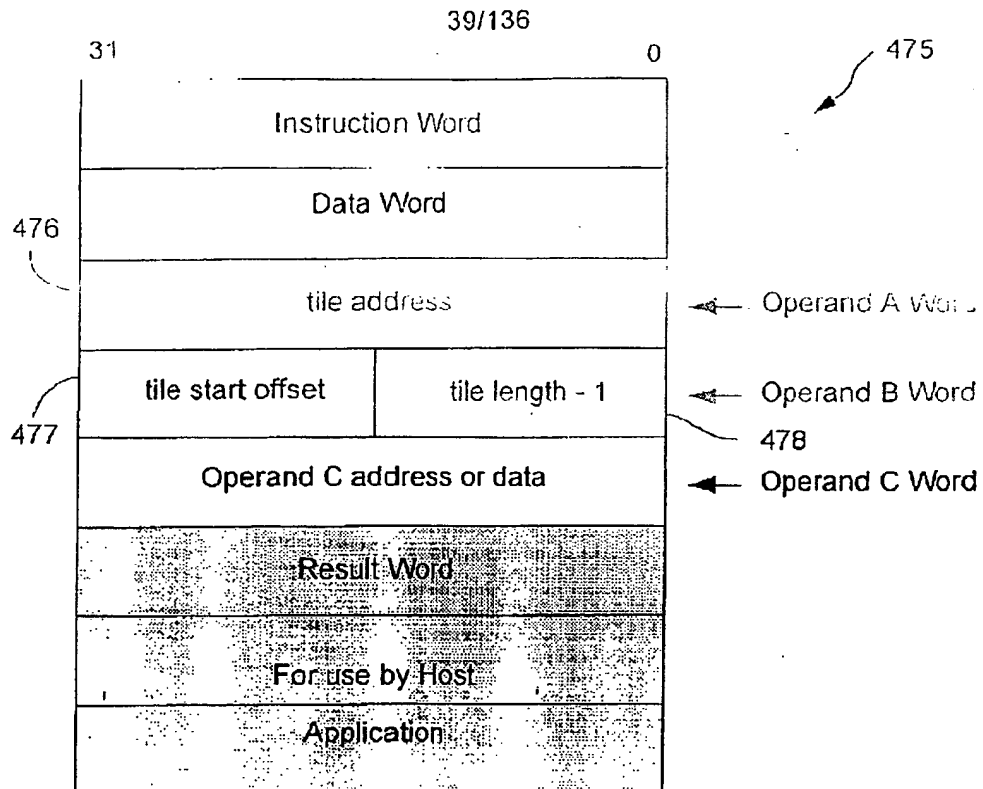 39/136
31 0
475
Instruction Word
Data Word
476
tile address
Operand A Word
tile start offset tile length - 1
Operand B Word
477
478
Operand C address or data
Operand C Word
Result Word
For use by Host
Application